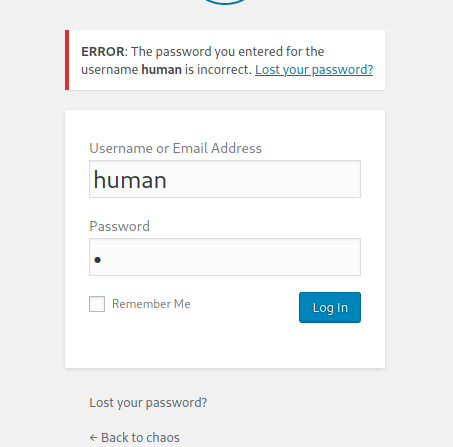 ERROR: The password you entered for the
username human is incorrect. Lost your password?
Username or Email Address
human
Password
•
Remember Me
Log In
Lost your password?
← Back to chaos